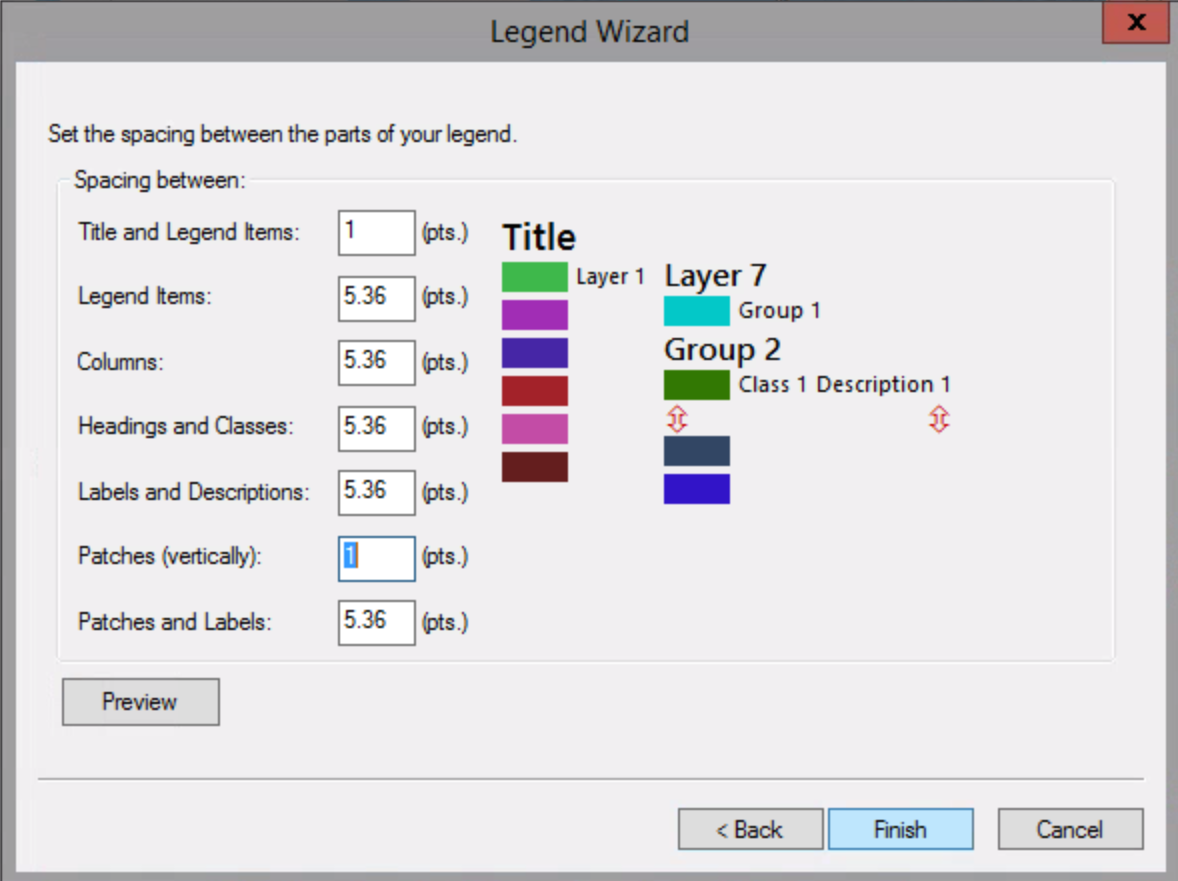 Legend Wizard
X
Set the spacing between the parts of your legend.
Spacing between:
Title and Legend Items: 1 (pts.)
Legend Items: 5.36 (pts.)
Columns: 5.36 (pts.)
Headings and Classes: 5.36 (pts.)
Labels and Descriptions: 5.36 (pts.)
Patches (vertically): 1 (pts.)
Patches and Labels: 5.36 (pts.)
Title
Layer 1
Layer 7
Group 1
Group 2
Class 1 Description 1
Preview
< Back
Finish
Cancel